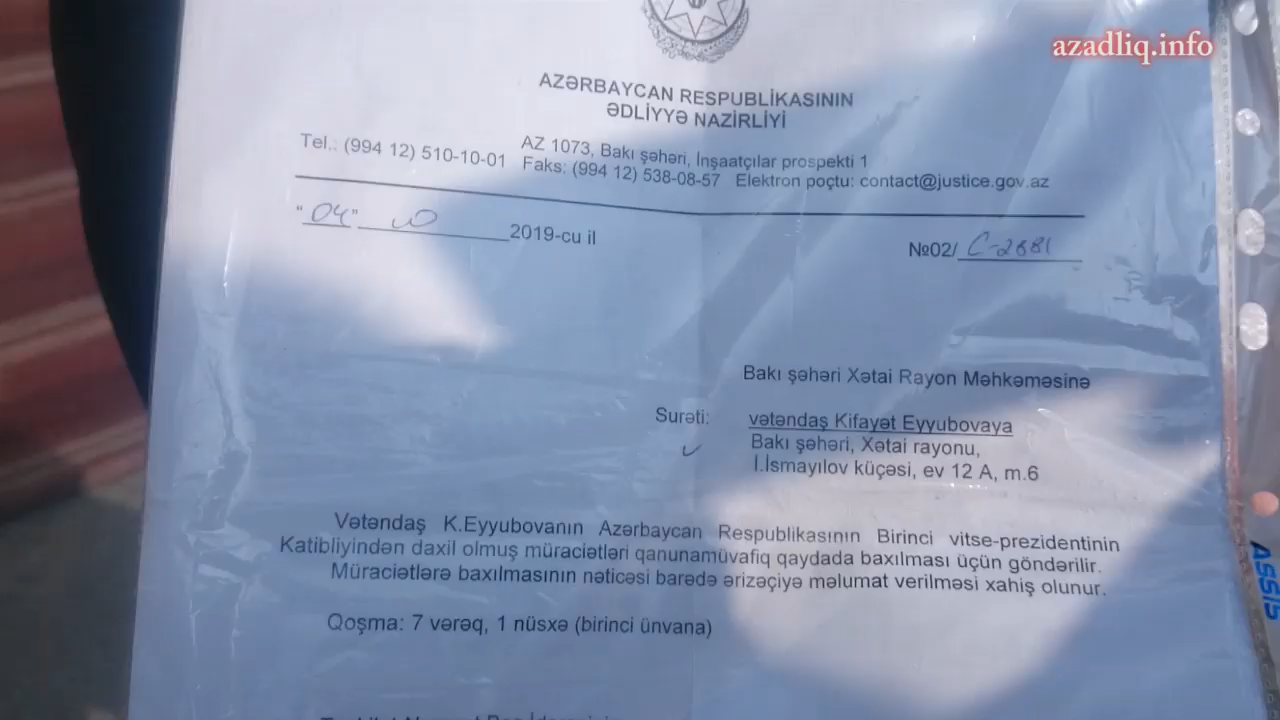 azadliq.info
AZƏRBAYCAN RESPUBLİKASININ
ƏDLİYYƏ NAZİRLİYİ
AZ 1073, Bakı şəhəri, İnşaatçılar prospekti 1
Tel.: (994 12) 510-10-01 Faks: (994 12) 538-08-57 Elektron poçtu: contact@justice.gov.az
"04" 10 2019-cu il
№02/ C-2881
Bakı şəhəri Xətai Rayon Məhkəməsinə
Surəti: vətəndaş Kifayət Eyyubovaya
Bakı şəhəri, Xətai rayonu,
İ.İsmayılov küçəsi, ev 12 A, m.6
Vətəndaş K.Eyyubovanın Azərbaycan Respublikasının Birinci vitse-prezidentinin
Katibliyindən daxil olmuş müraciətləri qanunamüvafiq qaydada baxılması üçün göndərilir.
Müraciətlərə baxılmasının nəticəsi barədə ərizəçiyə məlumat verilməsi xahiş olunur.
Qoşma: 7 vərəq, 1 nüsxə (birinci ünvana)
ASSIS